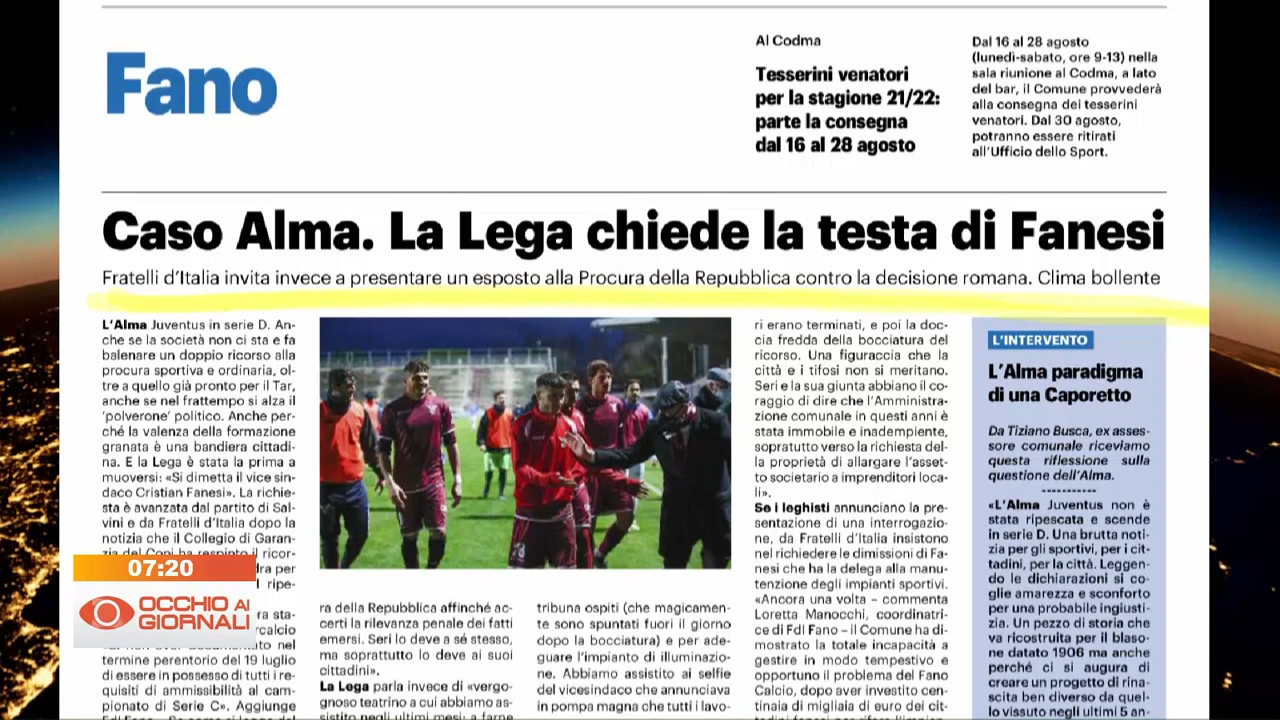 Fano
Al Codma
Tesserini venatori
per la stagione 21/22:
parte la consegna
dal 16 al 28 agosto
Dal 16 al 28 agosto
(lunedì-sabato, ore 9-13) nella
sala riunione al Codma, a lato
del bar, il Comune provvederà
alla consegna dei tesserini
venatori. Dal 30 agosto,
potranno essere ritirati
all'Ufficio dello Sport.
Caso Alma. La Lega chiede la testa di Fanesi
Fratelli d'Italia invita invece a presentare un esposto alla Procura della Repubblica contro la decisione romana. Clima bollente
L'Alma Juventus in serie D. An-
che se la società non ci sta e fa
balenare un doppio ricorso alla
procura sportiva e ordinaria, ol-
tre a quello già pronto per il Tar,
anche se nel frattempo si alza il
'polverone' politico. Anche per-
ché la valenza della formazione
granata è una bandiera cittadi-
na. E la Lega è stata la prima a
muoversi: «Si dimetta il vice sin-
daco Cristian Fanesi». La richie-
sta è avanzata dal partito di Sal-
vini e da Fratelli d'Italia dopo la
notizia che il Collegio di Garan-
zia del Coni ha respinto il ricor-
termine perentorio del 19 luglio
di essere in possesso di tutti i re-
quisiti di ammissibilità al cam-
pionato di Serie C». Aggiunge
ra della Repubblica affinché ac-
certi la rilevanza penale dei fatti
emersi. Seri lo deve a sé stesso,
ma soprattutto lo deve ai suoi
cittadini».
La Lega parla invece di «vergo-
gnoso teatrino a cui abbiamo as-
sistito negli ultimi mesi: a farne
tribuna ospiti (che magicamen-
te sono spuntati fuori il giorno
dopo la bocciatura) e per ade-
guare l'impianto di illuminazio-
ne. Abbiamo assistito ai selfie
del vicesindaco che annunciava
in pompa magna che tutti i lavo-
ri erano terminati, e poi la doc-
cia fredda della bocciatura del
ricorso. Una figuraccia che la
città e i tifosi non si meritano.
Seri e la sua giunta abbiano il co-
raggio di dire che l'Amministra-
zione comunale in questi anni è
stata immobile e inadempiente,
sopratutto verso la richiesta del-
la proprietà di allargare l'asset-
to societario a imprenditori loca-
li».
Se i leghisti annunciano la pre-
sentazione di una interrogazio-
ne, da Fratelli d'Italia insistono
nel richiedere le dimissioni di Fa-
nesi che ha la delega alla manu-
tenzione degli impianti sportivi.
«Ancora una volta – commenta
Loretta Manocchi, coordinatri-
ce di FdI Fano – il Comune ha di-
mostrato la totale incapacità a
gestire in modo tempestivo e
opportuno il problema del Fano
Calcio, dopo aver investito cen-
tinaia di migliaia di euro dei cit-
L'INTERVENTO
L'Alma paradigma
di una Caporetto
Da Tiziano Busca, ex asses-
sore comunale riceviamo
questa riflessione sulla
questione dell'Alma.
«L'Alma Juventus non è
stata ripescata e scende
in serie D. Una brutta noti-
zia per gli sportivi, per i cit-
tadini, per la città. Leggen-
do le dichiarazioni si co-
glie amarezza e sconforto
per una probabile ingiusti-
zia. Un pezzo di storia che
va ricostruita per il blaso-
ne datato 1906 ma anche
perché ci si augura di
creare un progetto di rina-
scita ben diverso da quel-
lo vissuto negli ultimi 5 an-
07:20
OCCHIO AI
GIORNALI